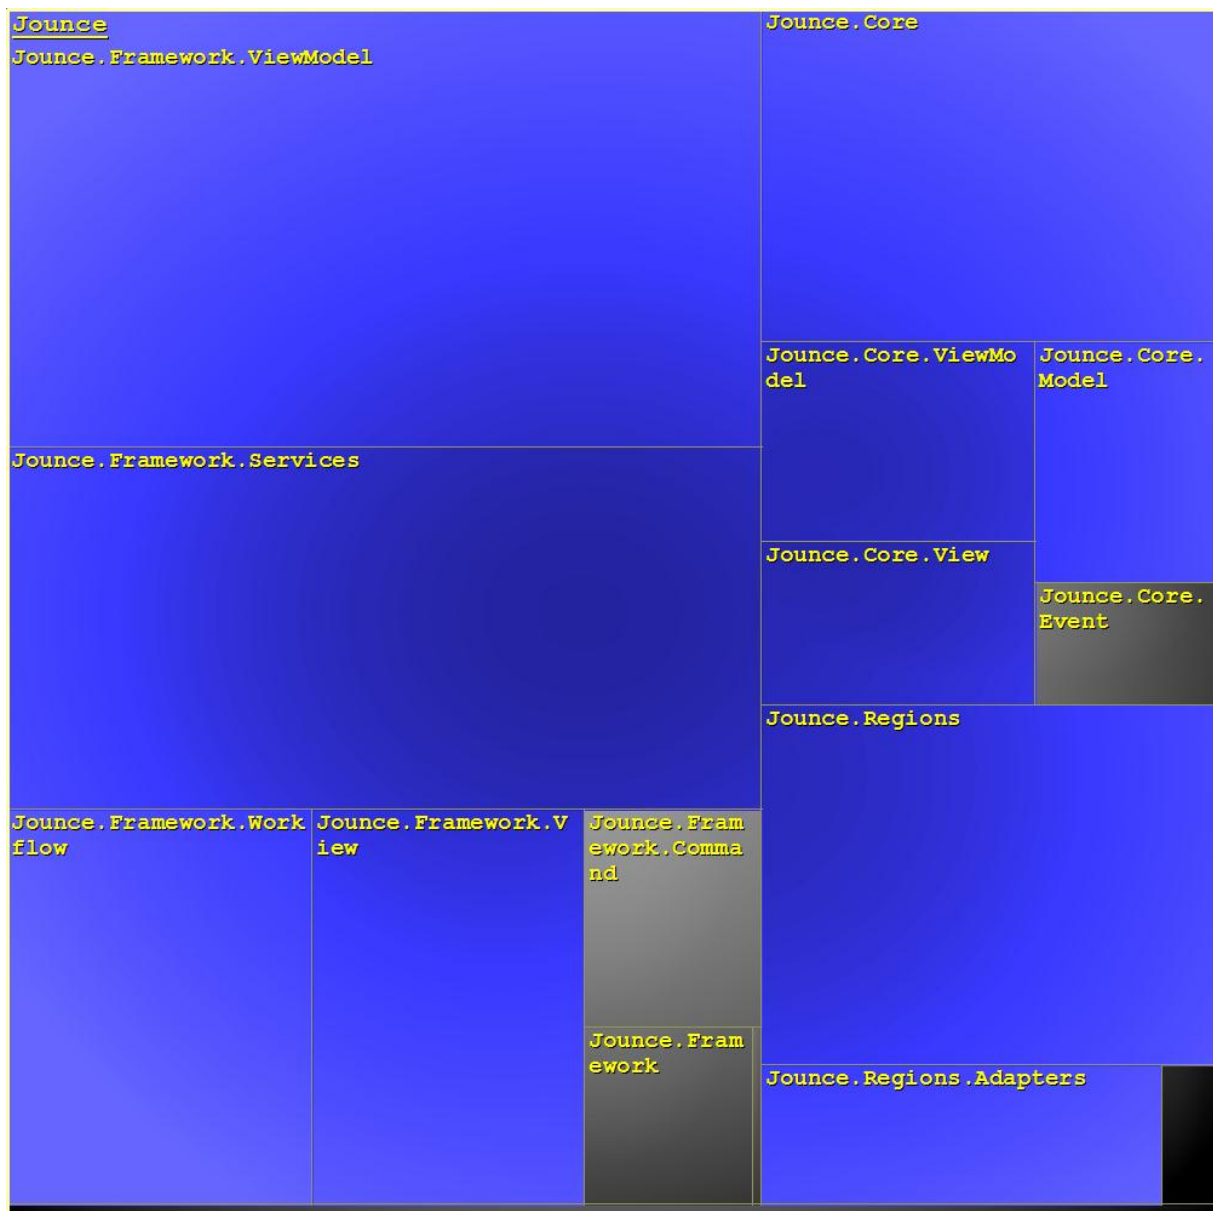 Jounce
Jounce.Framework.ViewModel
Jounce.Core
Jounce.Core.ViewMo
del
Jounce.Core.
Model
Jounce.Framework.Services
Jounce.Core.View
Jounce.Core.
Event
Jounce.Regions
Jounce.Framework.Work
flow
Jounce.Framework.V
iew
Jounce.Fram
ework.Comma
nd
Jounce.Fram
ework
Jounce.Regions.Adapters